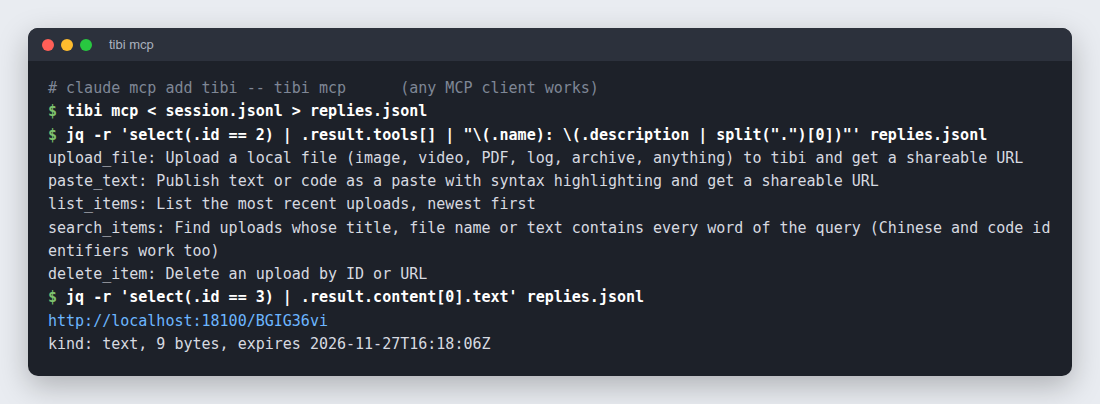 tibi mcp
# claude mcp add tibi -- tibi mcp      (any MCP client works)
$ tibi mcp < session.jsonl > replies.jsonl
$ jq -r 'select(.id == 2) | .result.tools[] | "\(.name): \(.description | split(".")[0])"' replies.jsonl
upload_file: Upload a local file (image, video, PDF, log, archive, anything) to tibi and get a shareable URL
paste_text: Publish text or code as a paste with syntax highlighting and get a shareable URL
list_items: List the most recent uploads, newest first
search_items: Find uploads whose title, file name or text contains every word of the query (Chinese and code id
entifiers work too)
delete_item: Delete an upload by ID or URL
$ jq -r 'select(.id == 3) | .result.content[0].text' replies.jsonl
http://localhost:18100/BGIG36vi
kind: text, 9 bytes, expires 2026-11-27T16:18:06Z